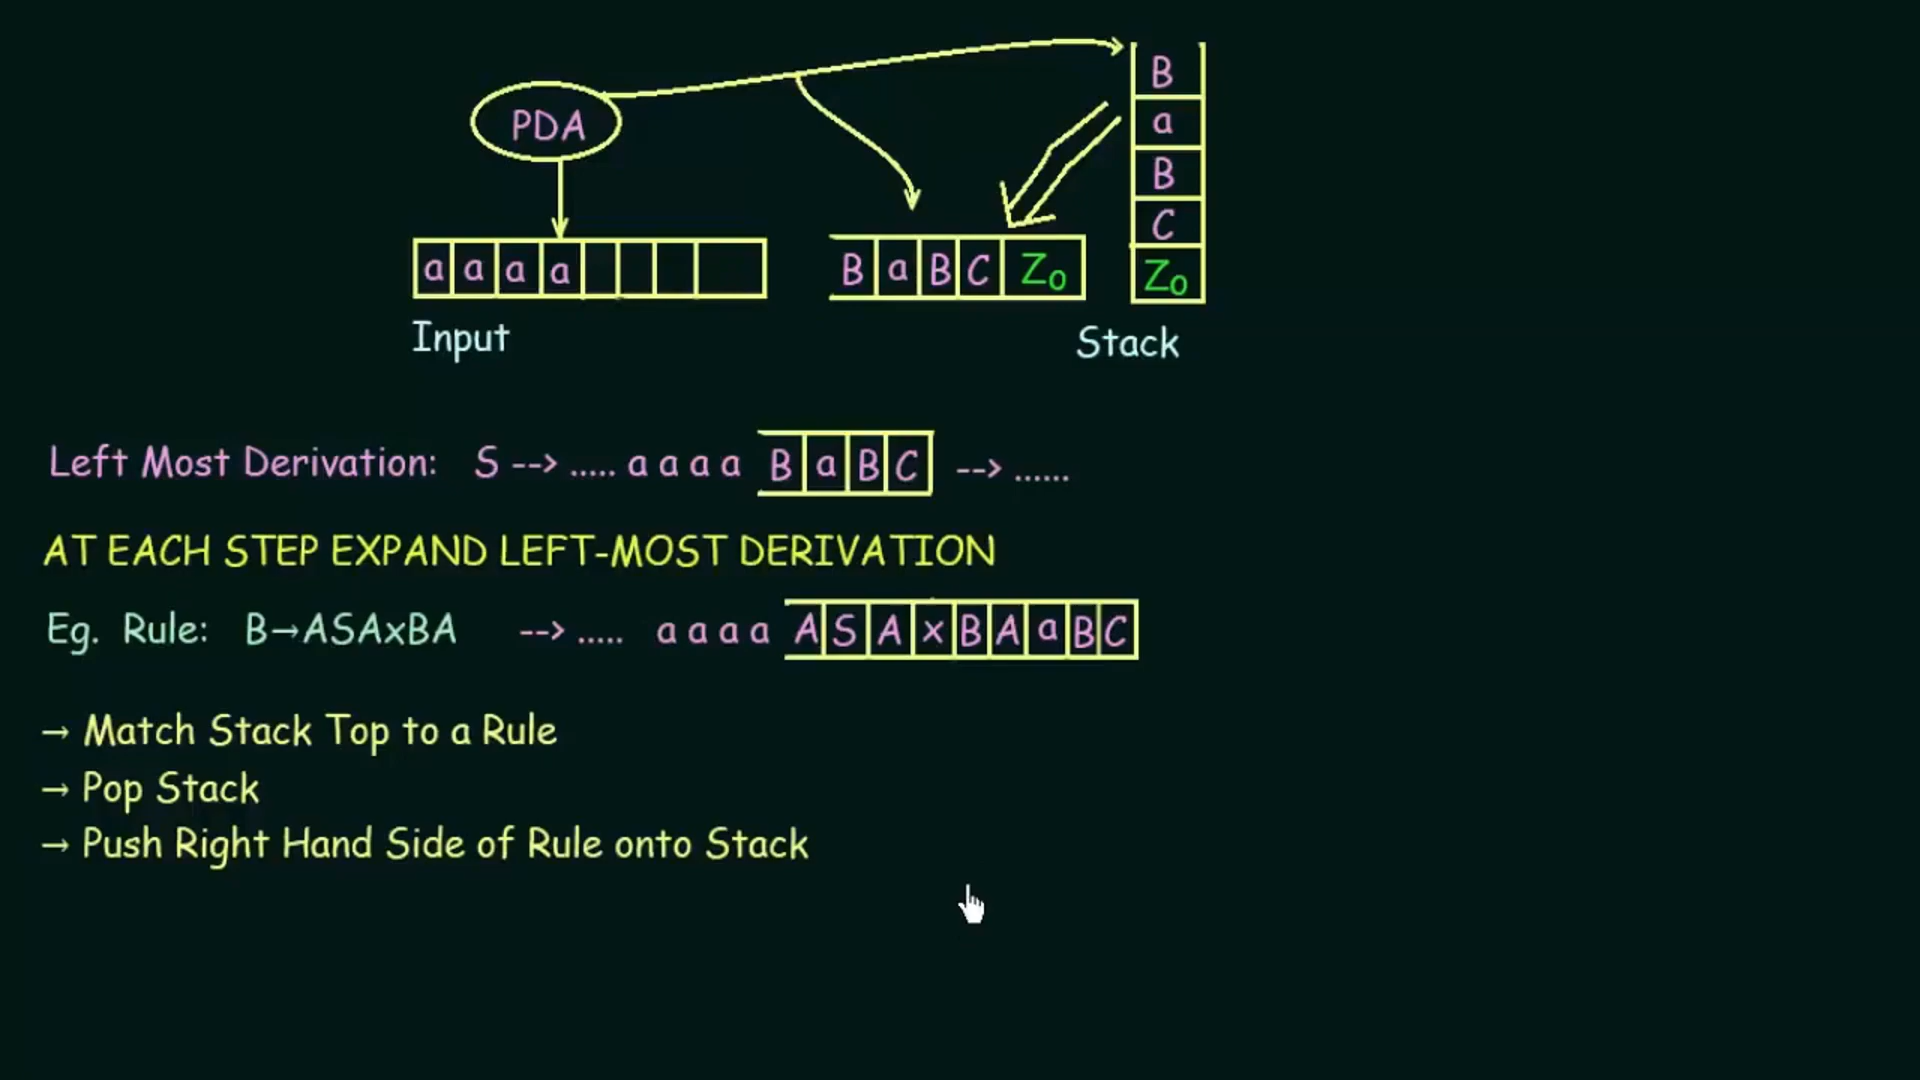 PDA
B
a
B
C
Z₀
a a a a
B a B C Z₀
Input
Stack
Left Most Derivation: S --> ..... a a a a B a B C --> ......
AT EACH STEP EXPAND LEFT-MOST DERIVATION
Eg. Rule: B→ASAxBA --> ..... a a a a A S A x B A a B C
→ Match Stack Top to a Rule
→ Pop Stack
→ Push Right Hand Side of Rule onto Stack